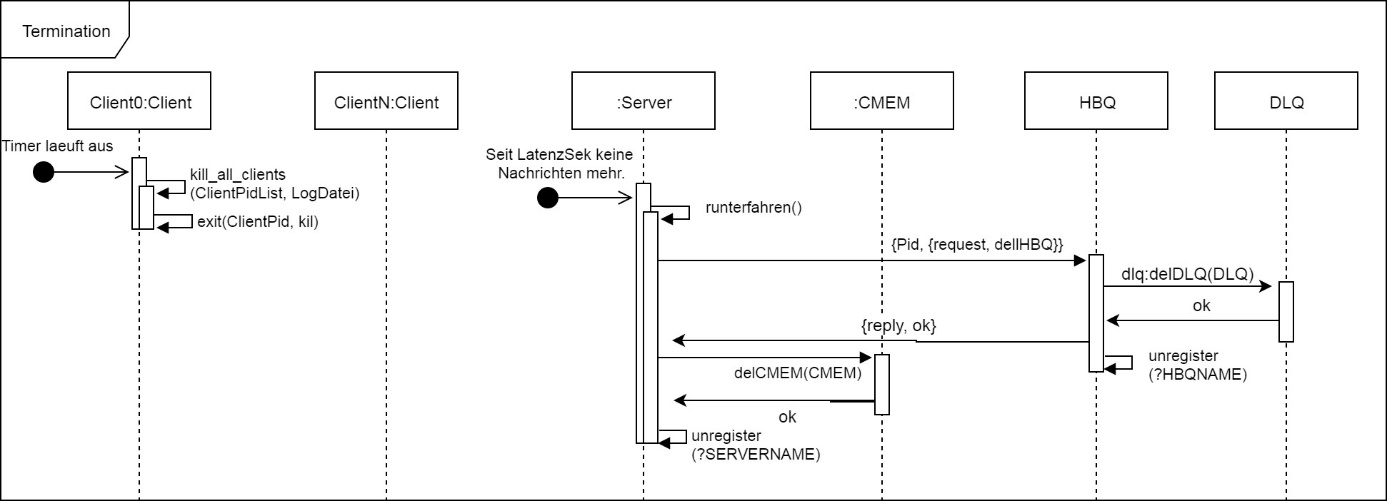 Termination
Client0:Client
ClientN:Client
:Server
:CMEM
HBQ
DLQ
Timer laeuft aus
kill_all_clients
(ClientPidList, LogDatei)
exit(ClientPid, kil)
Seit LatenzSek keine
Nachrichten mehr.
runterfahren()
{Pid, {request, dellHBQ}}
dlq:delDLQ(DLQ)
ok
{reply, ok}
unregister
(?HBQNAME)
delCMEM(CMEM)
ok
unregister
(?SERVERNAME)